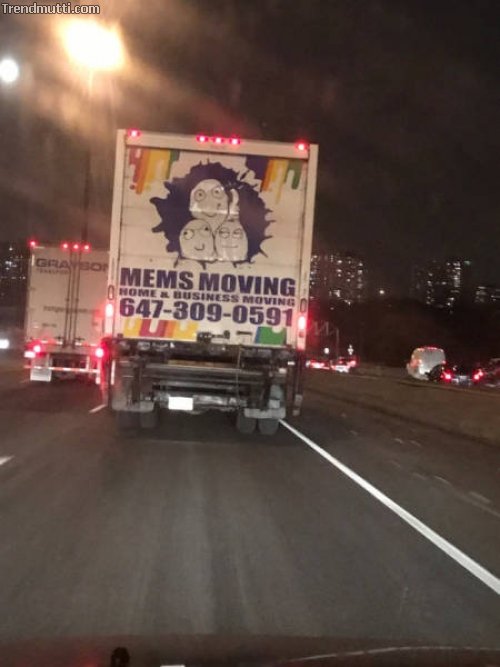 Trendmutti.com
GRAYSON
MEMS MOVING
HOME & BUSINESS MOVING
647-309-0591